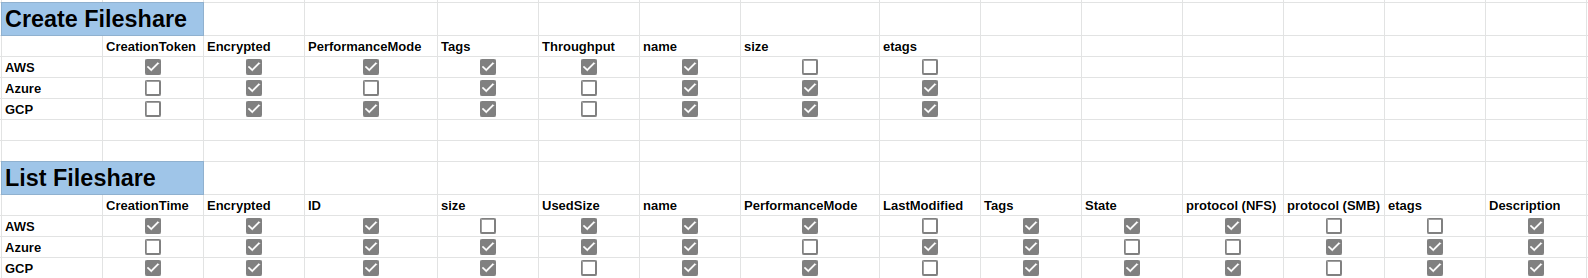 Create Fileshare
CreationToken Encrypted PerformanceMode Tags Throughput name size etags
AWS
Azure
GCP
List Fileshare
CreationTime Encrypted ID size UsedSize name PerformanceMode LastModified Tags State protocol (NFS) protocol (SMB) etags Description
AWS
Azure
GCP